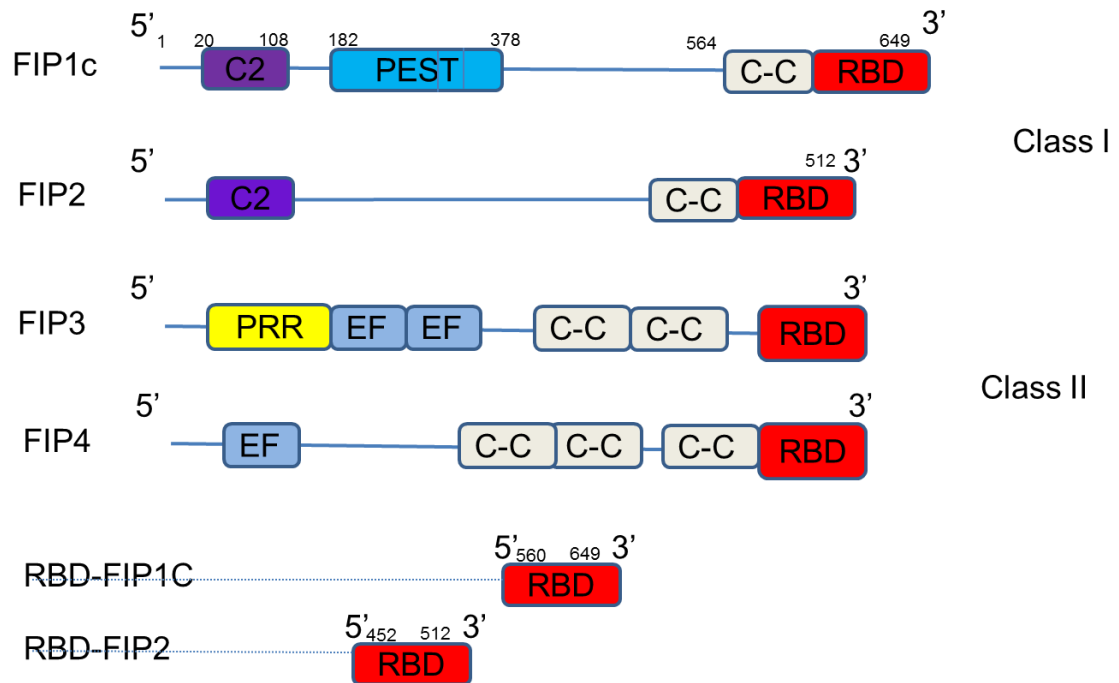 5’ 3’
1 20 108 182 378 564 649
FIP1c C2 PEST C-C RBD
Class I
5’ 512 3’
FIP2 C2 C-C RBD
5’ 3’
FIP3 PRR EF EF C-C C-C RBD
Class II
5’ 3’
FIP4 EF C-C C-C C-C RBD
5’ 560 649 3’
RBD-FIP1C RBD
5’ 452 512 3’
RBD-FIP2 RBD